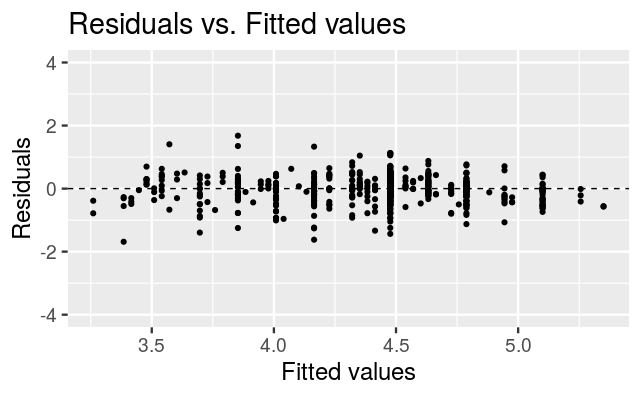 Residuals vs. Fitted values
4
2
0
-2
-4
Residuals
3.5 4.0 4.5 5.0
Fitted values